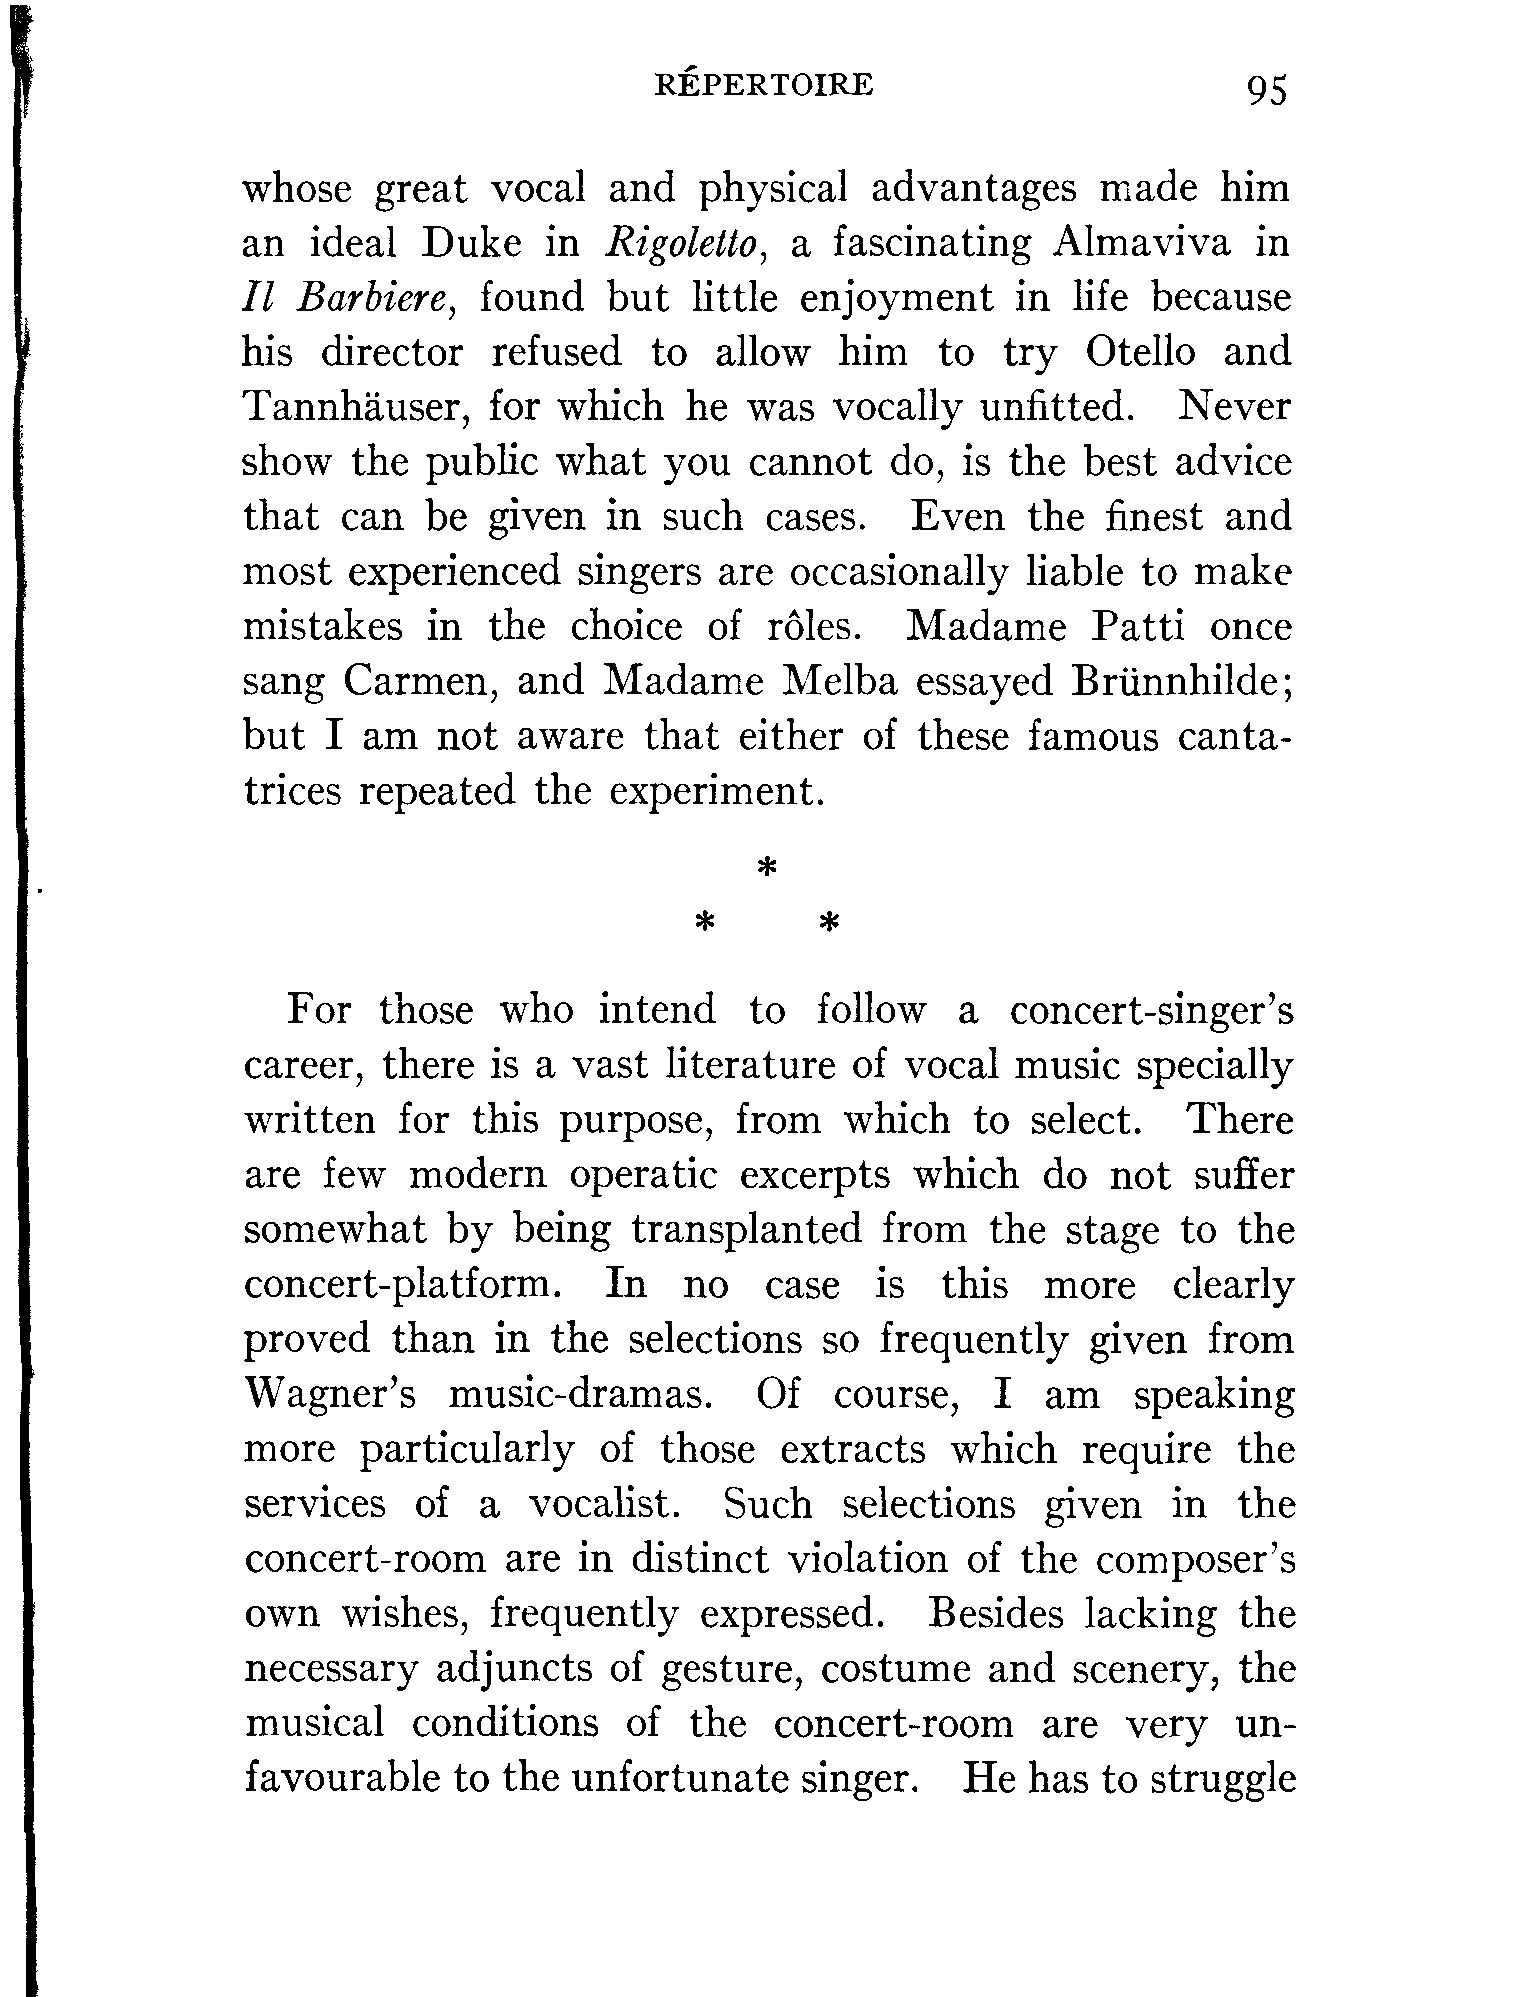 RÉPERTOIRE 95
whose great vocal and physical advantages made him
an ideal Duke in Rigoletto, a fascinating Almaviva in
Il Barbiere, found but little enjoyment in life because
his director refused to allow him to try Otello and
Tannhäuser, for which he was vocally unfitted. Never
show the public what you cannot do, is the best advice
that can be given in such cases. Even the finest and
most experienced singers are occasionally liable to make
mistakes in the choice of rôles. Madame Patti once
sang Carmen, and Madame Melba essayed Brünnhilde;
but I am not aware that either of these famous canta-
trices repeated the experiment.
*
* *
For those who intend to follow a concert-singer's
career, there is a vast literature of vocal music specially
written for this purpose, from which to select. There
are few modern operatic excerpts which do not suffer
somewhat by being transplanted from the stage to the
concert-platform. In no case is this more clearly
proved than in the selections so frequently given from
Wagner's music-dramas. Of course, I am speaking
more particularly of those extracts which require the
services of a vocalist. Such selections given in the
concert-room are in distinct violation of the composer's
own wishes, frequently expressed. Besides lacking the
necessary adjuncts of gesture, costume and scenery, the
musical conditions of the concert-room are very un-
favourable to the unfortunate singer. He has to struggle